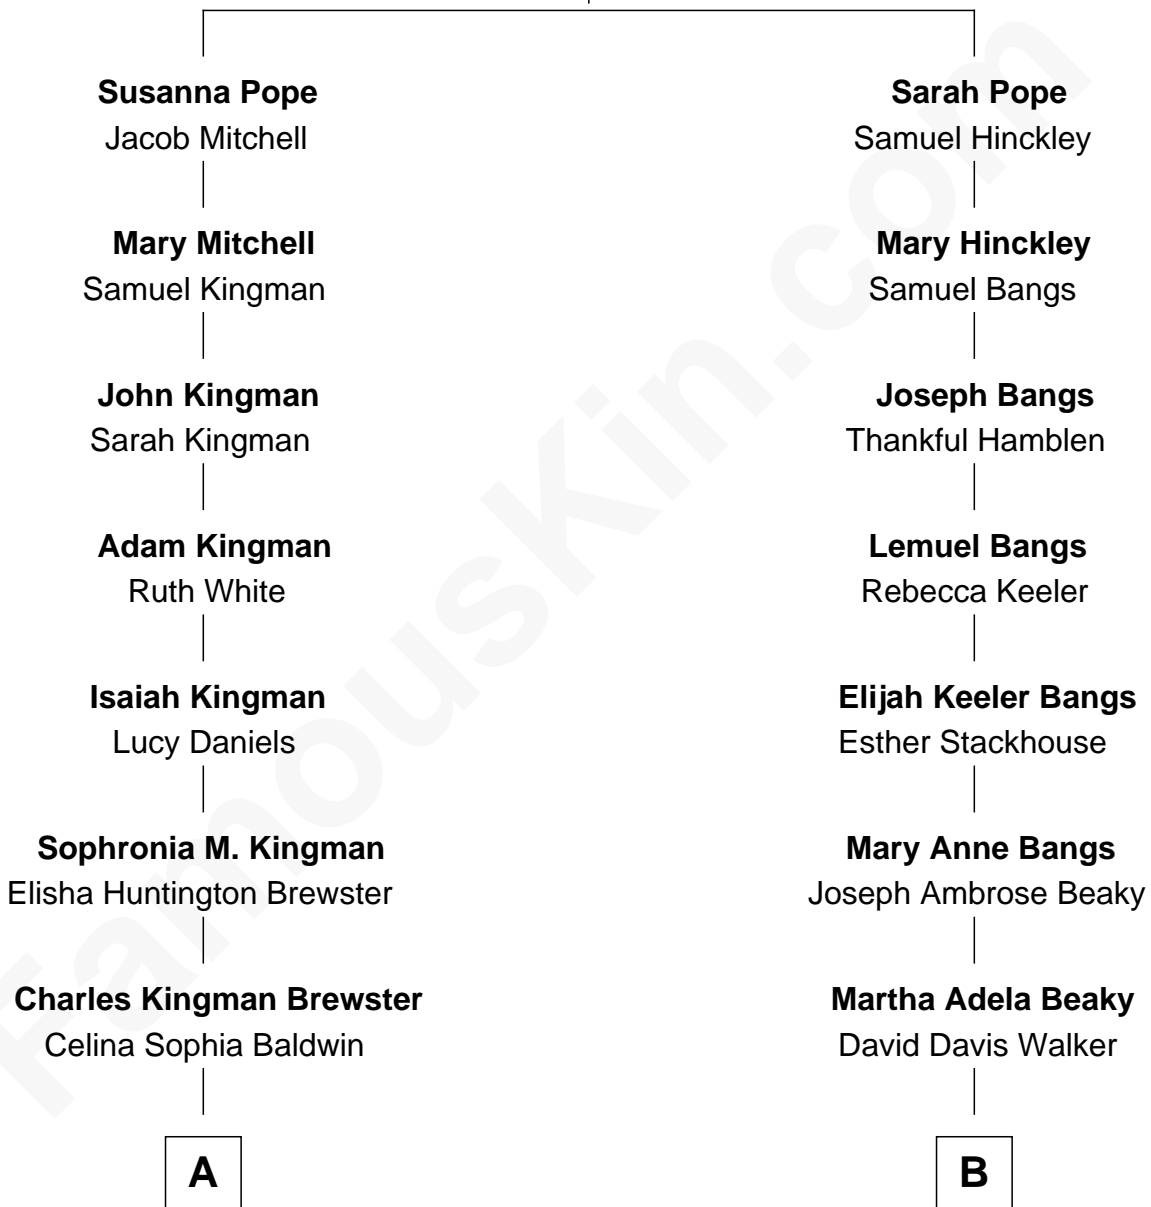 Susanna Pope
Jacob Mitchell
Mary Mitchell
Samuel Kingman
John Kingman
Sarah Kingman
Adam Kingman
Ruth White
Isaiah Kingman
Lucy Daniels
Sophronia M. Kingman
Elisha Huntington Brewster
Charles Kingman Brewster
Celina Sophia Baldwin
A
Sarah Pope
Samuel Hinckley
Mary Hinckley
Samuel Bangs
Joseph Bangs
Thankful Hamblen
Lemuel Bangs
Rebecca Keeler
Elijah Keeler Bangs
Esther Stackhouse
Mary Anne Bangs
Joseph Ambrose Beaky
Martha Adela Beaky
David Davis Walker
B
FamousKin.com